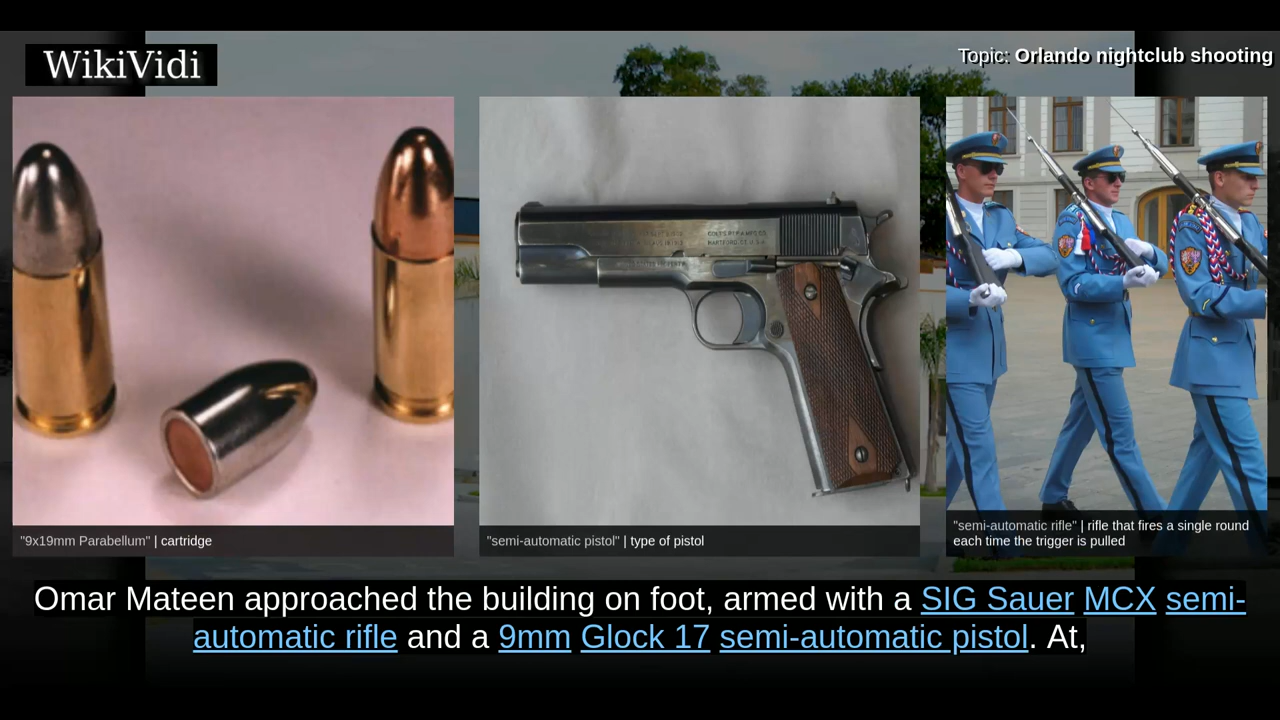 WikiVidi
Topic: Orlando nightclub shooting
"9x19mm Parabellum" | cartridge
"semi-automatic pistol" | type of pistol
"semi-automatic rifle" | rifle that fires a single round
each time the trigger is pulled
Omar Mateen approached the building on foot, armed with a SIG Sauer MCX semi-
automatic rifle and a 9mm Glock 17 semi-automatic pistol. At,